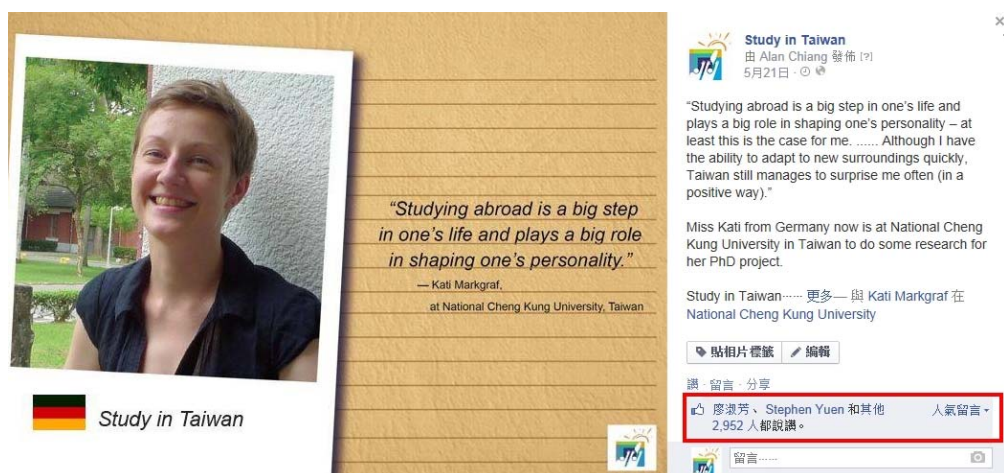 “Studying abroad is a big step
in one’s life and plays a big role
in shaping one’s personality.”
— Kati Markgraf,
at National Cheng Kung University, Taiwan
Study in Taiwan
Study in Taiwan
由 Alan Chiang 發佈 [?]
5月21日 ·
“Studying abroad is a big step in one’s life and
plays a big role in shaping one’s personality – at
least this is the case for me. ...... Although I have
the ability to adapt to new surroundings quickly,
Taiwan still manages to surprise me often (in a
positive way).”
Miss Kati from Germany now is at National Cheng
Kung University in Taiwan to do some research for
her PhD project.
Study in Taiwan...... 更多— 與 Kati Markgraf 在
National Cheng Kung University
貼相片標籤 編輯
讚 · 留言 · 分享
廖淑芳、 Stephen Yuen 和其他 人氣留言
2,952 人都說讚。
留言......